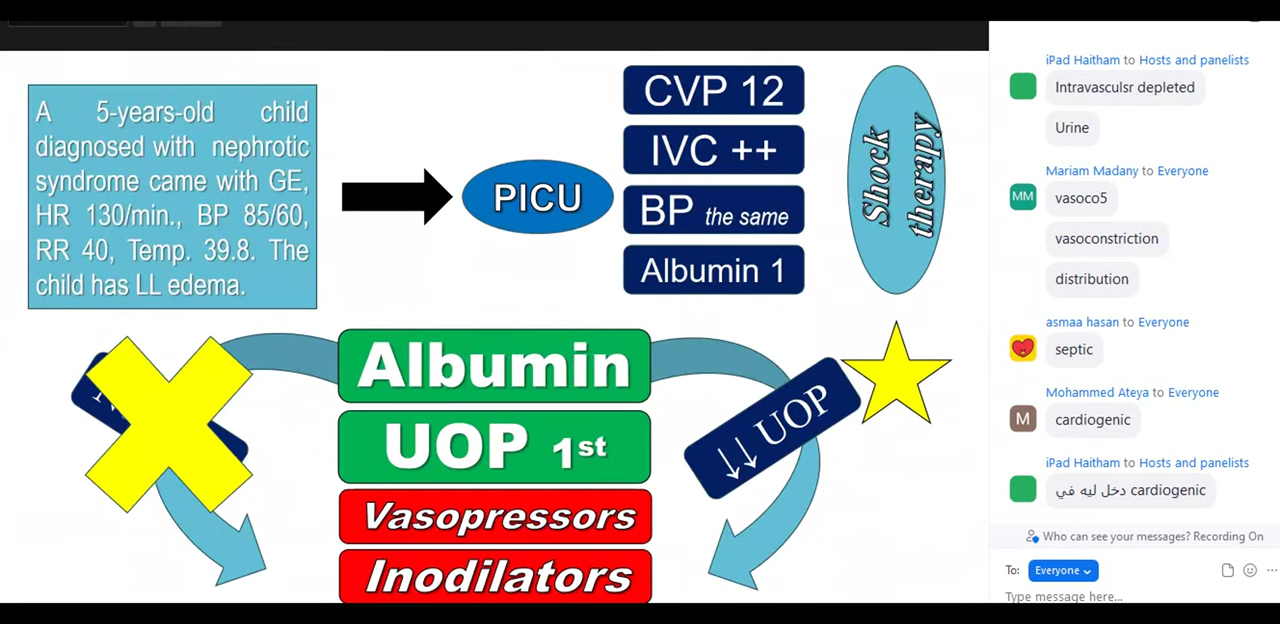 A 5-years-old child
diagnosed with nephrotic
syndrome came with GE,
HR 130/min., BP 85/60,
RR 40, Temp. 39.8. The
child has LL edema.
PICU
CVP 12
IVC ++
BP the same
Albumin 1
Shock
therapy
Albumin
UOP 1st
Vasopressors
Inodilators
↓↓ UOP
iPad Haitham to Hosts and panelists
Intravasculsr depleted
Urine
Mariam Madany to Everyone
MM
vasoco5
vasoconstriction
distribution
asmaa hasan to Everyone
septic
Mohammed Ateya to Everyone
M
cardiogenic
iPad Haitham to Hosts and panelists
دخل ليه في cardiogenic
Who can see your messages? Recording On
To: Everyone
Type message here...